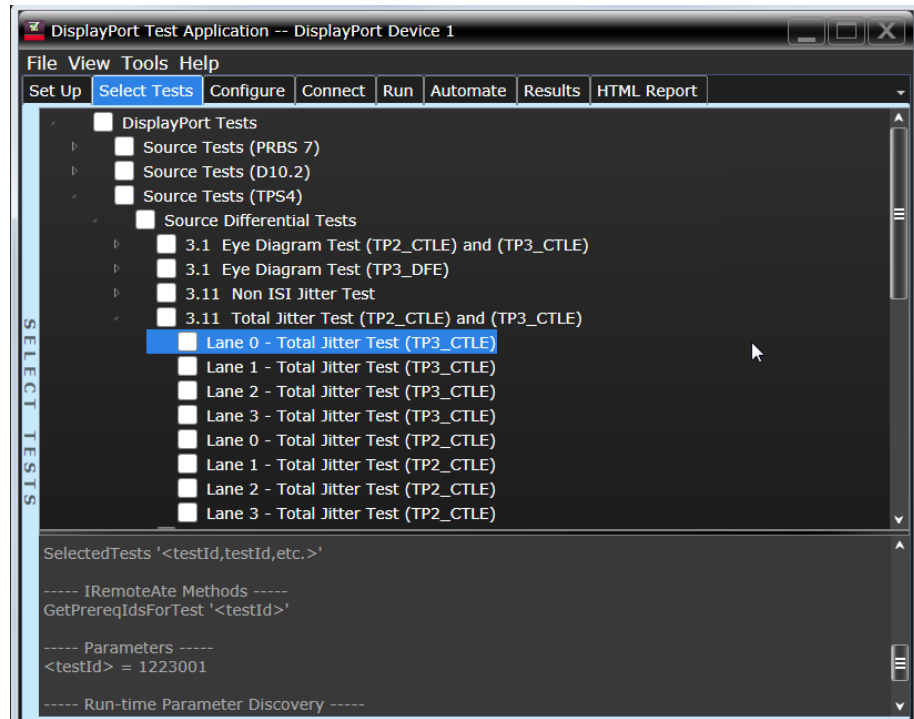 DisplayPort Test Application -- DisplayPort Device 1
File View Tools Help
Set Up Select Tests Configure Connect Run Automate Results HTML Report
DisplayPort Tests
Source Tests (PRBS 7)
Source Tests (D10.2)
Source Tests (TPS4)
Source Differential Tests
3.1 Eye Diagram Test (TP2_CTLE) and (TP3_CTLE)
3.1 Eye Diagram Test (TP3_DFE)
3.11 Non ISI Jitter Test
3.11 Total Jitter Test (TP2_CTLE) and (TP3_CTLE)
Lane 0 - Total Jitter Test (TP3_CTLE)
Lane 1 - Total Jitter Test (TP3_CTLE)
Lane 2 - Total Jitter Test (TP3_CTLE)
Lane 3 - Total Jitter Test (TP3_CTLE)
Lane 0 - Total Jitter Test (TP2_CTLE)
Lane 1 - Total Jitter Test (TP2_CTLE)
Lane 2 - Total Jitter Test (TP2_CTLE)
Lane 3 - Total Jitter Test (TP2_CTLE)
SELECT TESTS
SelectedTests '<testId,testId,etc.>'
----- IRemoteAte Methods -----
GetPrereqIdsForTest '<testId>'
----- Parameters -----
<testId> = 1223001
----- Run-time Parameter Discovery -----